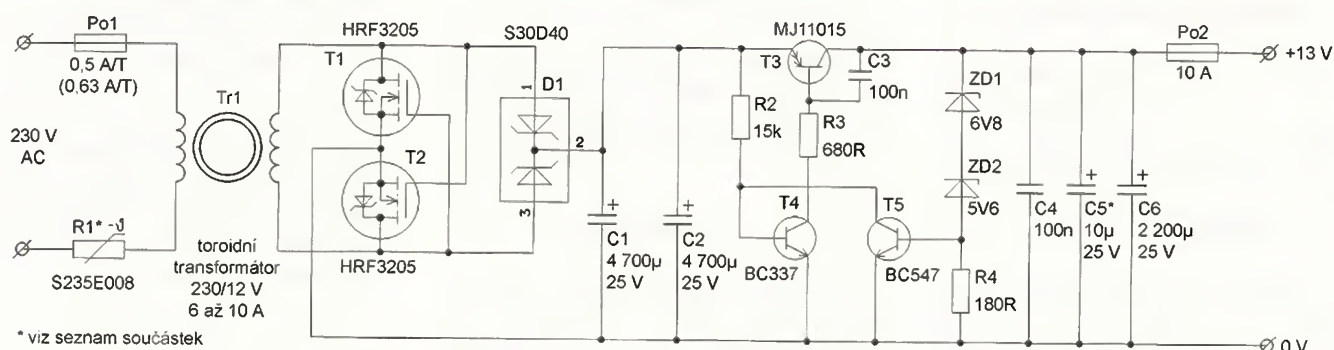 Po1
0,5 A/T
(0,63 A/T)
230 V
AC
R1* -ϑ
S235E008
Tr1
toroidní
transformátor
230/12 V
6 až 10 A
* viz seznam součástek
HRF3205
T1
T2
HRF3205
S30D40
D1
1
2
3
C1
4 700µ
25 V
C2
4 700µ
25 V
R2
15k
MJ11015
T3
C3
100n
R3
680R
T4
BC337
T5
BC547
ZD1
6V8
ZD2
5V6
R4
180R
C4
100n
C5*
10µ
25 V
C6
2 200µ
25 V
Po2
10 A
+13 V
0 V